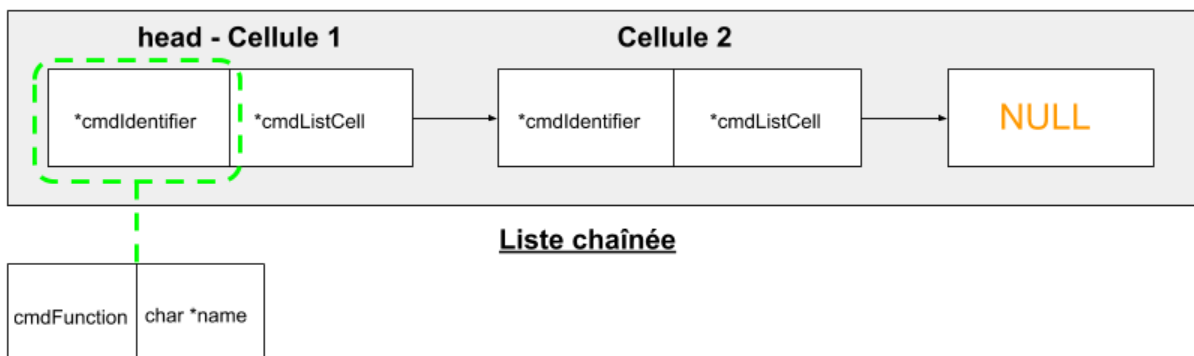 head - Cellule 1
Cellule 2
*cmdIdentifier
*cmdListCell
*cmdIdentifier
*cmdListCell
NULL
Liste chaînée
cmdFunction
char *name